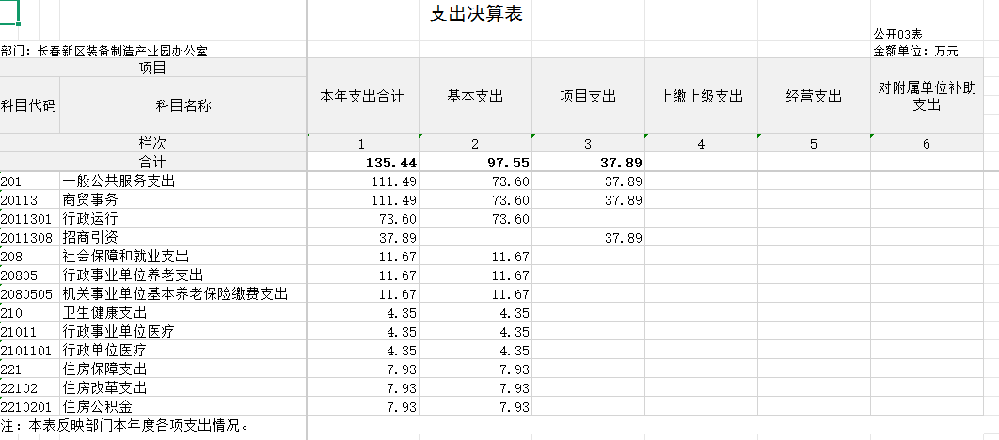 支出决算表
公开03表
部门：长春新区装备制造产业园办公室 金额单位：万元
项目 本年支出合计 基本支出 项目支出 上缴上级支出 经营支出 对附属单位补助
支出
科目代码 科目名称
栏次 1 2 3 4 5 6
合计 135.44 97.55 37.89
201 一般公共服务支出 111.49 73.60 37.89
20113 商贸事务 111.49 73.60 37.89
2011301 行政运行 73.60 73.60
2011308 招商引资 37.89 37.89
208 社会保障和就业支出 11.67 11.67
20805 行政事业单位养老支出 11.67 11.67
2080505 机关事业单位基本养老保险缴费支出 11.67 11.67
210 卫生健康支出 4.35 4.35
21011 行政事业单位医疗 4.35 4.35
2101101 行政单位医疗 4.35 4.35
221 住房保障支出 7.93 7.93
22102 住房改革支出 7.93 7.93
2210201 住房公积金 7.93 7.93
注：本表反映部门本年度各项支出情况。